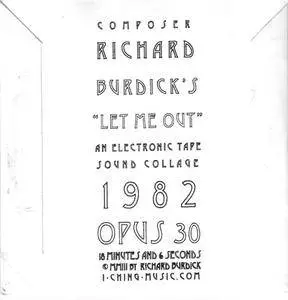 COMPOSER
RICHARD
BURDICK'S
"LET ME OUT"
AN ELECTRONIC TAPE
SOUND COLLAGE
1982
OPUS 30
18 MINUTES AND 6 SECONDS
© MMIII BY RICHARD BURDICK
I-CHING-MUSIC.COM